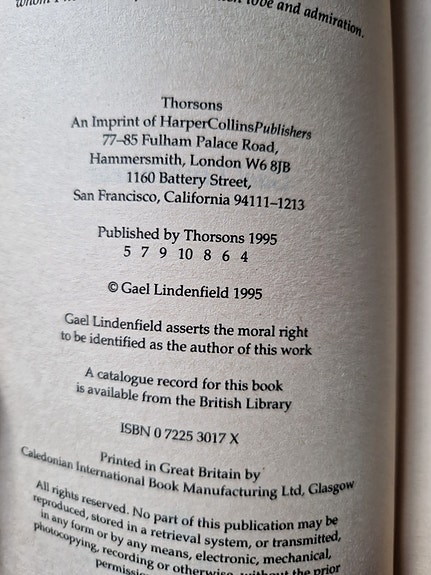 love and admiration.
Thorsons
An Imprint of HarperCollinsPublishers
77–85 Fulham Palace Road,
Hammersmith, London W6 8JB
1160 Battery Street,
San Francisco, California 94111–1213
Published by Thorsons 1995
5 7 9 10 8 6 4
© Gael Lindenfield 1995
Gael Lindenfield asserts the moral right
to be identified as the author of this work
A catalogue record for this book
is available from the British Library
ISBN 0 7225 3017 X
Printed in Great Britain by
Caledonian International Book Manufacturing Ltd, Glasgow
All rights reserved. No part of this publication may be
reproduced, stored in a retrieval system, or transmitted,
in any form or by any means, electronic, mechanical,
photocopying, recording or otherwise, without the prior